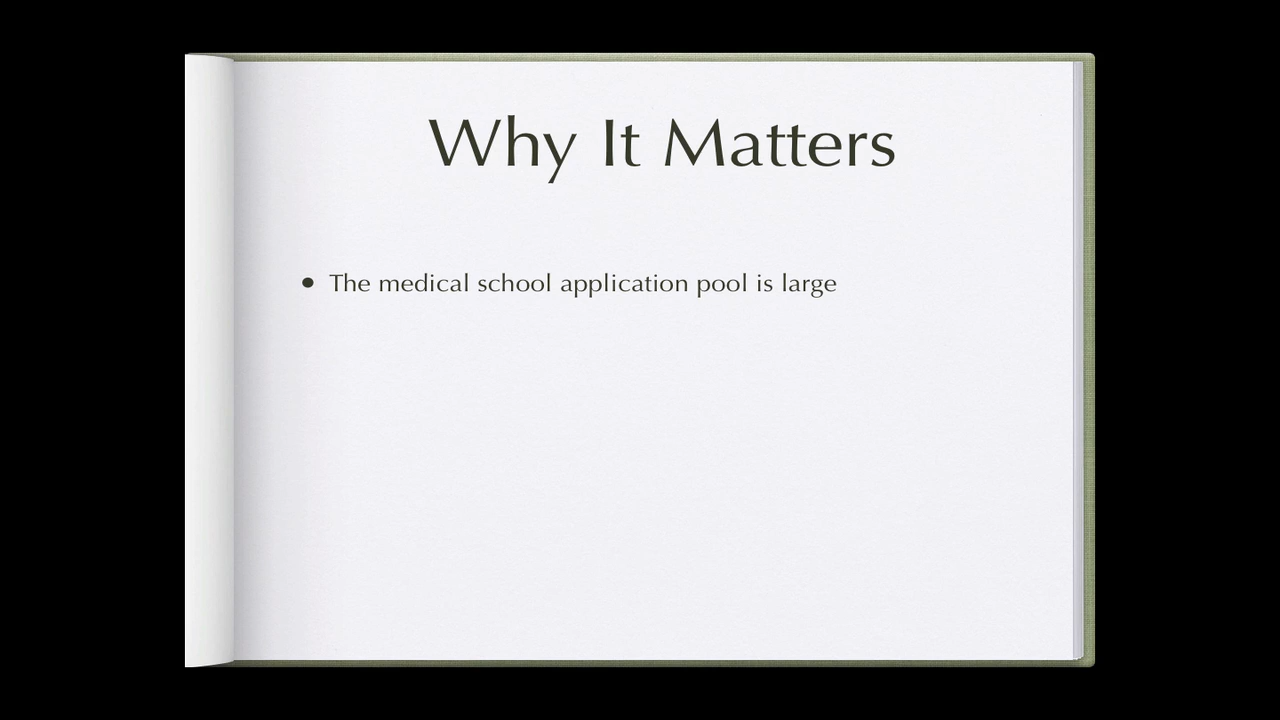 Why It Matters
• The medical school application pool is large